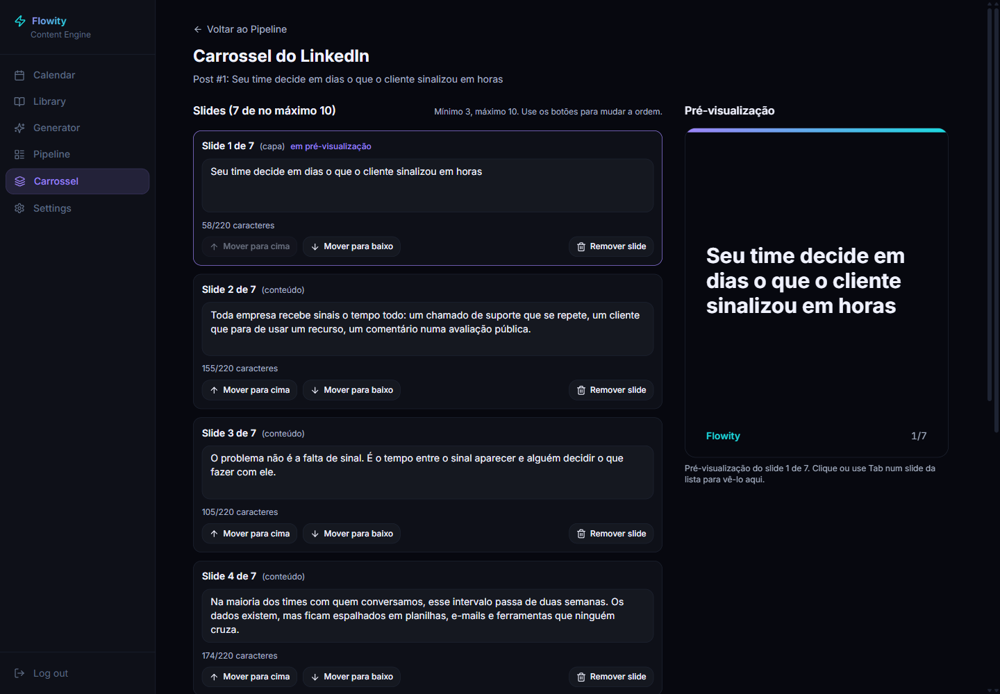 Flowity
Content Engine
Calendar
Library
Generator
Pipeline
Carrossel
Settings
Log out
Voltar ao Pipeline
Carrossel do LinkedIn
Post #1: Seu time decide em dias o que o cliente sinalizou em horas
Slides (7 de no máximo 10)
Mínimo 3, máximo 10. Use os botões para mudar a ordem.
Slide 1 de 7 (capa) em pré-visualização
Seu time decide em dias o que o cliente sinalizou em horas
58/220 caracteres
Mover para cima
Mover para baixo
Remover slide
Slide 2 de 7 (conteúdo)
Toda empresa recebe sinais o tempo todo: um chamado de suporte que se repete, um cliente
que para de usar um recurso, um comentário numa avaliação pública.
155/220 caracteres
Mover para cima
Mover para baixo
Remover slide
Slide 3 de 7 (conteúdo)
O problema não é a falta de sinal. É o tempo entre o sinal aparecer e alguém decidir o que
fazer com ele.
105/220 caracteres
Mover para cima
Mover para baixo
Remover slide
Slide 4 de 7 (conteúdo)
Na maioria dos times com quem conversamos, esse intervalo passa de duas semanas. Os
dados existem, mas ficam espalhados em planilhas, e-mails e ferramentas que ninguém
cruza.
174/220 caracteres
Mover para cima
Mover para baixo
Remover slide
Pré-visualização
Seu time decide em
dias o que o cliente
sinalizou em horas
Flowity
1/7
Pré-visualização do slide 1 de 7. Clique ou use Tab num slide da
lista para vê-lo aqui.